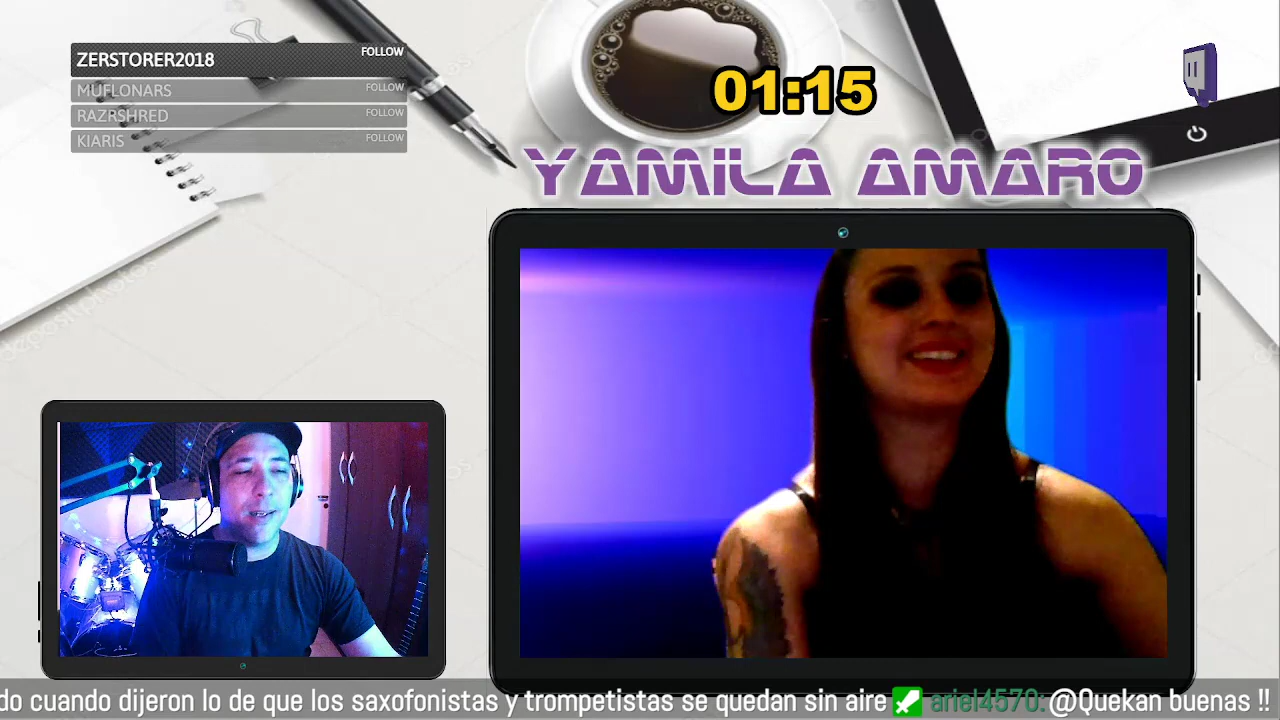 ZERSTORER2018 FOLLOW
MUFLONARS FOLLOW
RAZRSHRED FOLLOW
KIARIS FOLLOW
01:15
YAMILA AMARO
do cuando dijeron lo de que los saxofonistas y trompetistas se quedan sin aire ariel4570: @Quekan buenas !!